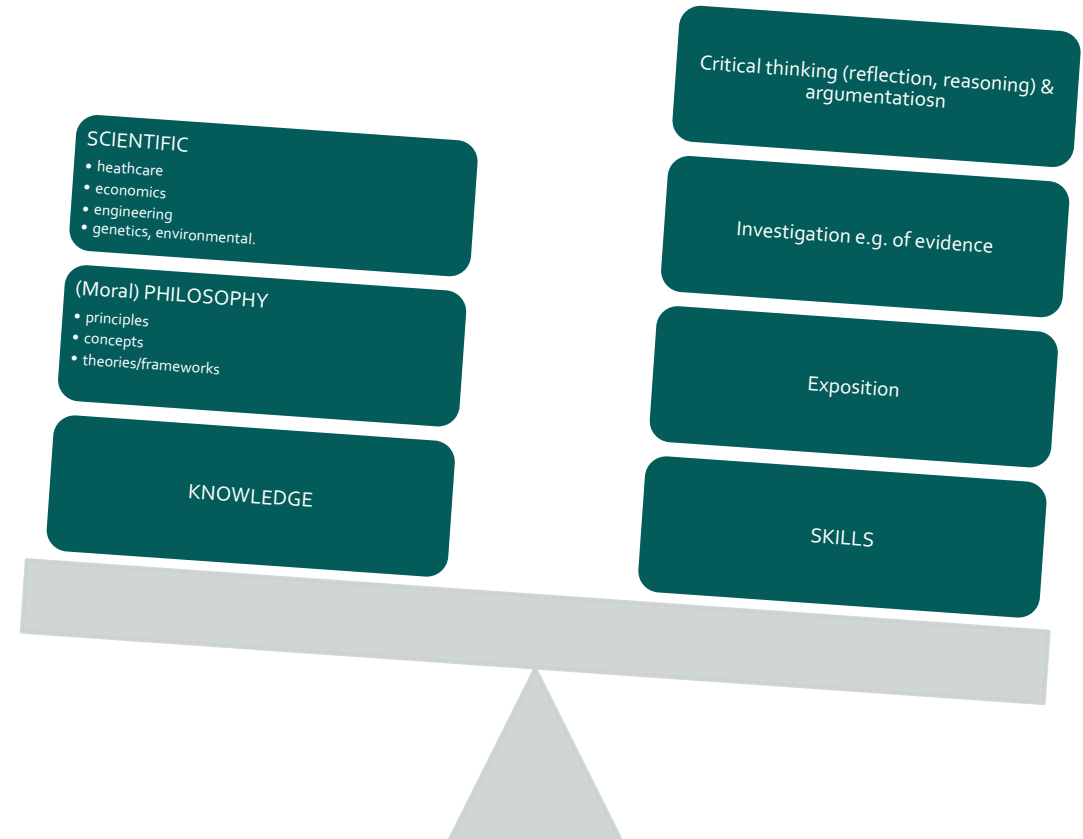 SCIENTIFIC
• heathcare
• economics
• engineering
• genetics, environmental.
(Moral) PHILOSOPHY
• principles
• concepts
• theories/frameworks
KNOWLEDGE
Critical thinking (reflection, reasoning) &
argumentatiosn
Investigation e.g. of evidence
Exposition
SKILLS